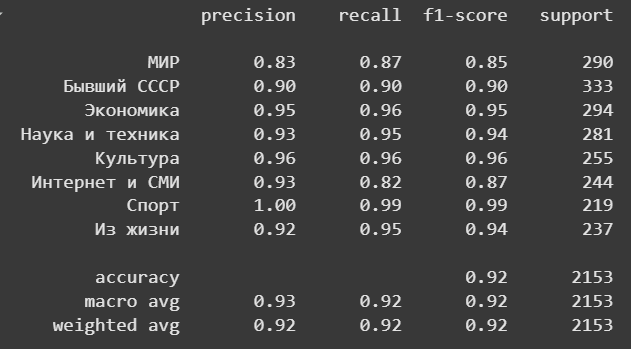 precision recall f1-score support
МИР 0.83 0.87 0.85 290
Бывший СССР 0.90 0.90 0.90 333
Экономика 0.95 0.96 0.95 294
Наука и техника 0.93 0.95 0.94 281
Культура 0.96 0.96 0.96 255
Интернет и СМИ 0.93 0.82 0.87 244
Спорт 1.00 0.99 0.99 219
Из жизни 0.92 0.95 0.94 237
accuracy 0.92 2153
macro avg 0.93 0.92 0.92 2153
weighted avg 0.92 0.92 0.92 2153